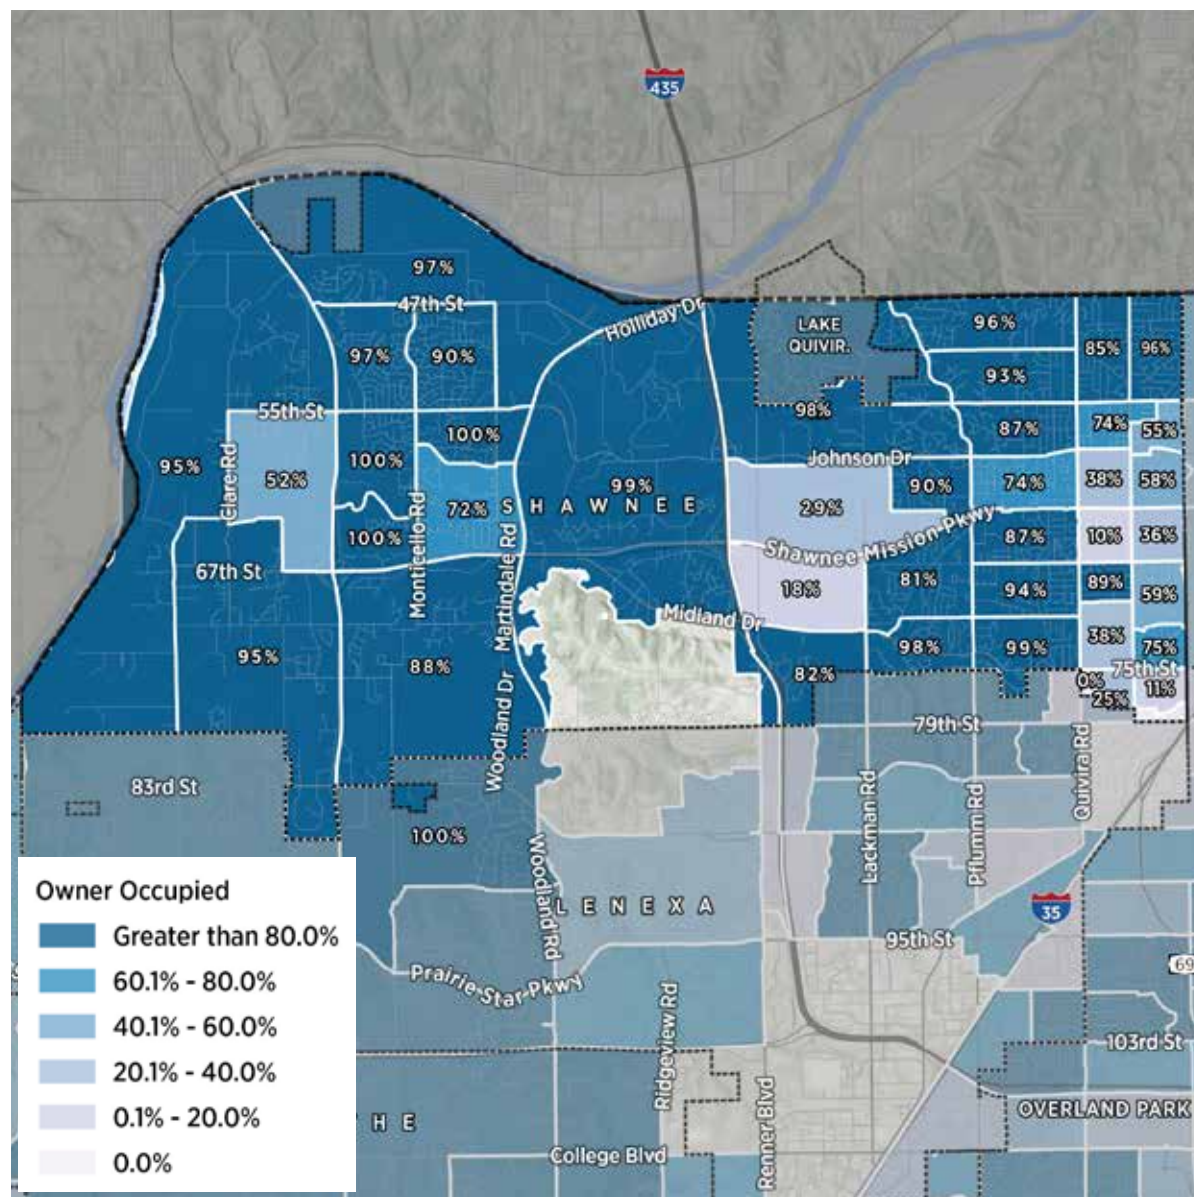 435
97%
47th St
Holliday Dr
LAKE
QUIVIR.
96%
85%
96%
97%
90%
93%
55th St
98%
100%
87%
74%
55%
95%
Clare Rd
52%
100%
Johnson Dr
99%
90%
74%
38%
58%
Monticello Rd
72%
SHAWNEE
29%
100%
Shawnee Mission Pkwy
87%
10%
36%
67th St
Martindale Rd
18%
81%
94%
89%
59%
Midland Dr
95%
88%
98%
99%
38%
75%
82%
75th St
0%
25%
11%
Woodland Dr
79th St
Quivira Rd
83rd St
Lackman Rd
Pflumm Rd
100%
Woodland Rd
LENEXA
35
95th St
69
Prairie Star Pkwy
Ridgeview Rd
103rd St
Renner Blvd
OVERLAND PARK
HE
College Blvd
Owner Occupied
Greater than 80.0%
60.1% - 80.0%
40.1% - 60.0%
20.1% - 40.0%
0.1% - 20.0%
0.0%